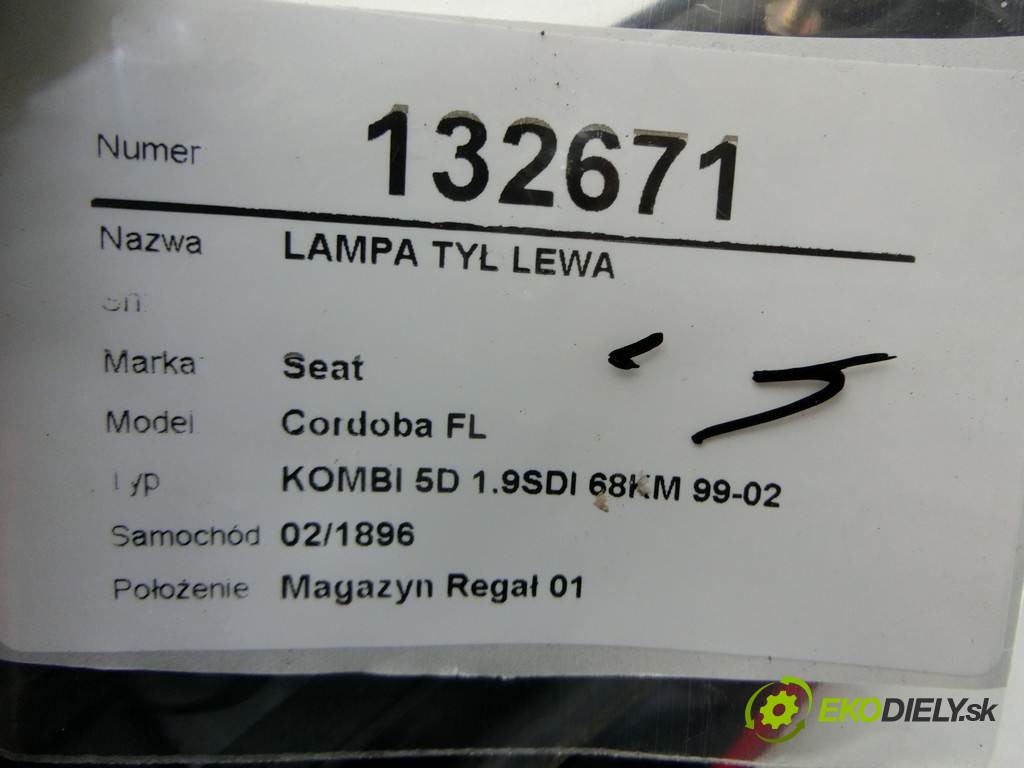 Numer 132671
Nazwa LAMPA TYŁ LEWA
Marka Seat
Model Cordoba FL
Typ KOMBI 5D 1.9SDI 68KM 99-02
Samochód 02/1896
Położenie Magazyn Regał 01
EKODIELY.sk